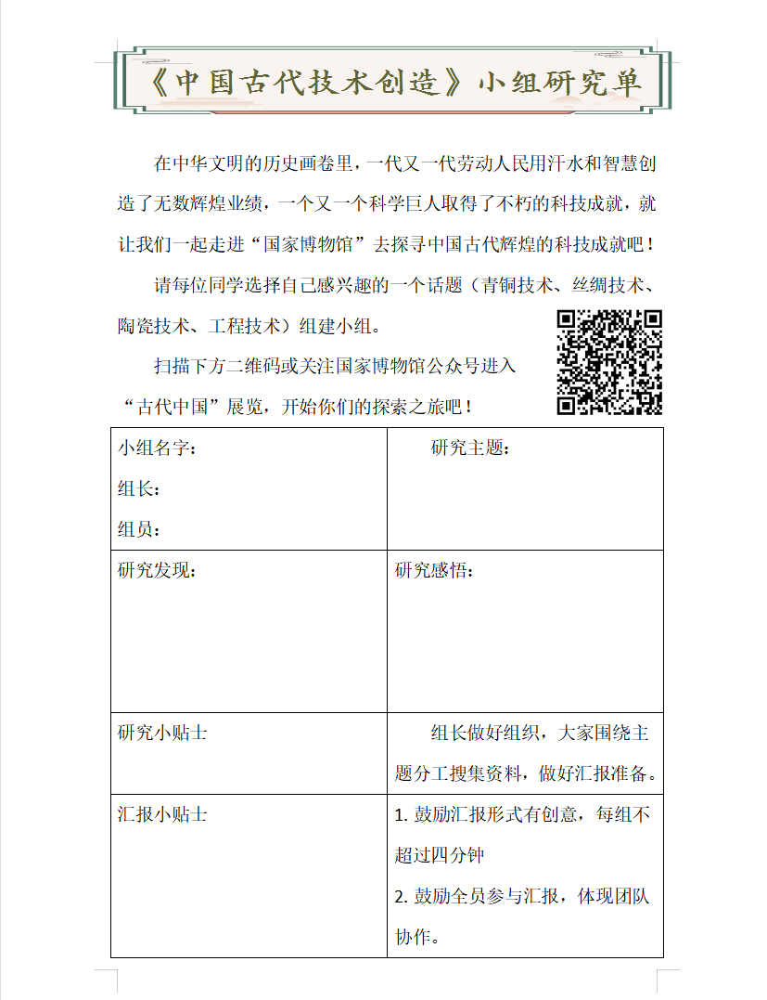 《中国古代技术创造》小组研究单
在中华文明的历史画卷里，一代又一代劳动人民用汗水和智慧创
造了无数辉煌业绩，一个又一个科学巨人取得了不朽的科技成就，就
让我们一起走进“国家博物馆”去探寻中国古代辉煌的科技成就吧！
请每位同学选择自己感兴趣的一个话题（青铜技术、丝绸技术、
陶瓷技术、工程技术）组建小组。
扫描下方二维码或关注国家博物馆公众号进入
“古代中国”展览，开始你们的探索之旅吧！
小组名字：
组长：
组员：
研究主题：
研究发现：
研究感悟：
研究小贴士
组长做好组织，大家围绕主
题分工搜集资料，做好汇报准备。
汇报小贴士
1. 鼓励汇报形式有创意，每组不
超过四分钟
2. 鼓励全员参与汇报，体现团队
协作。